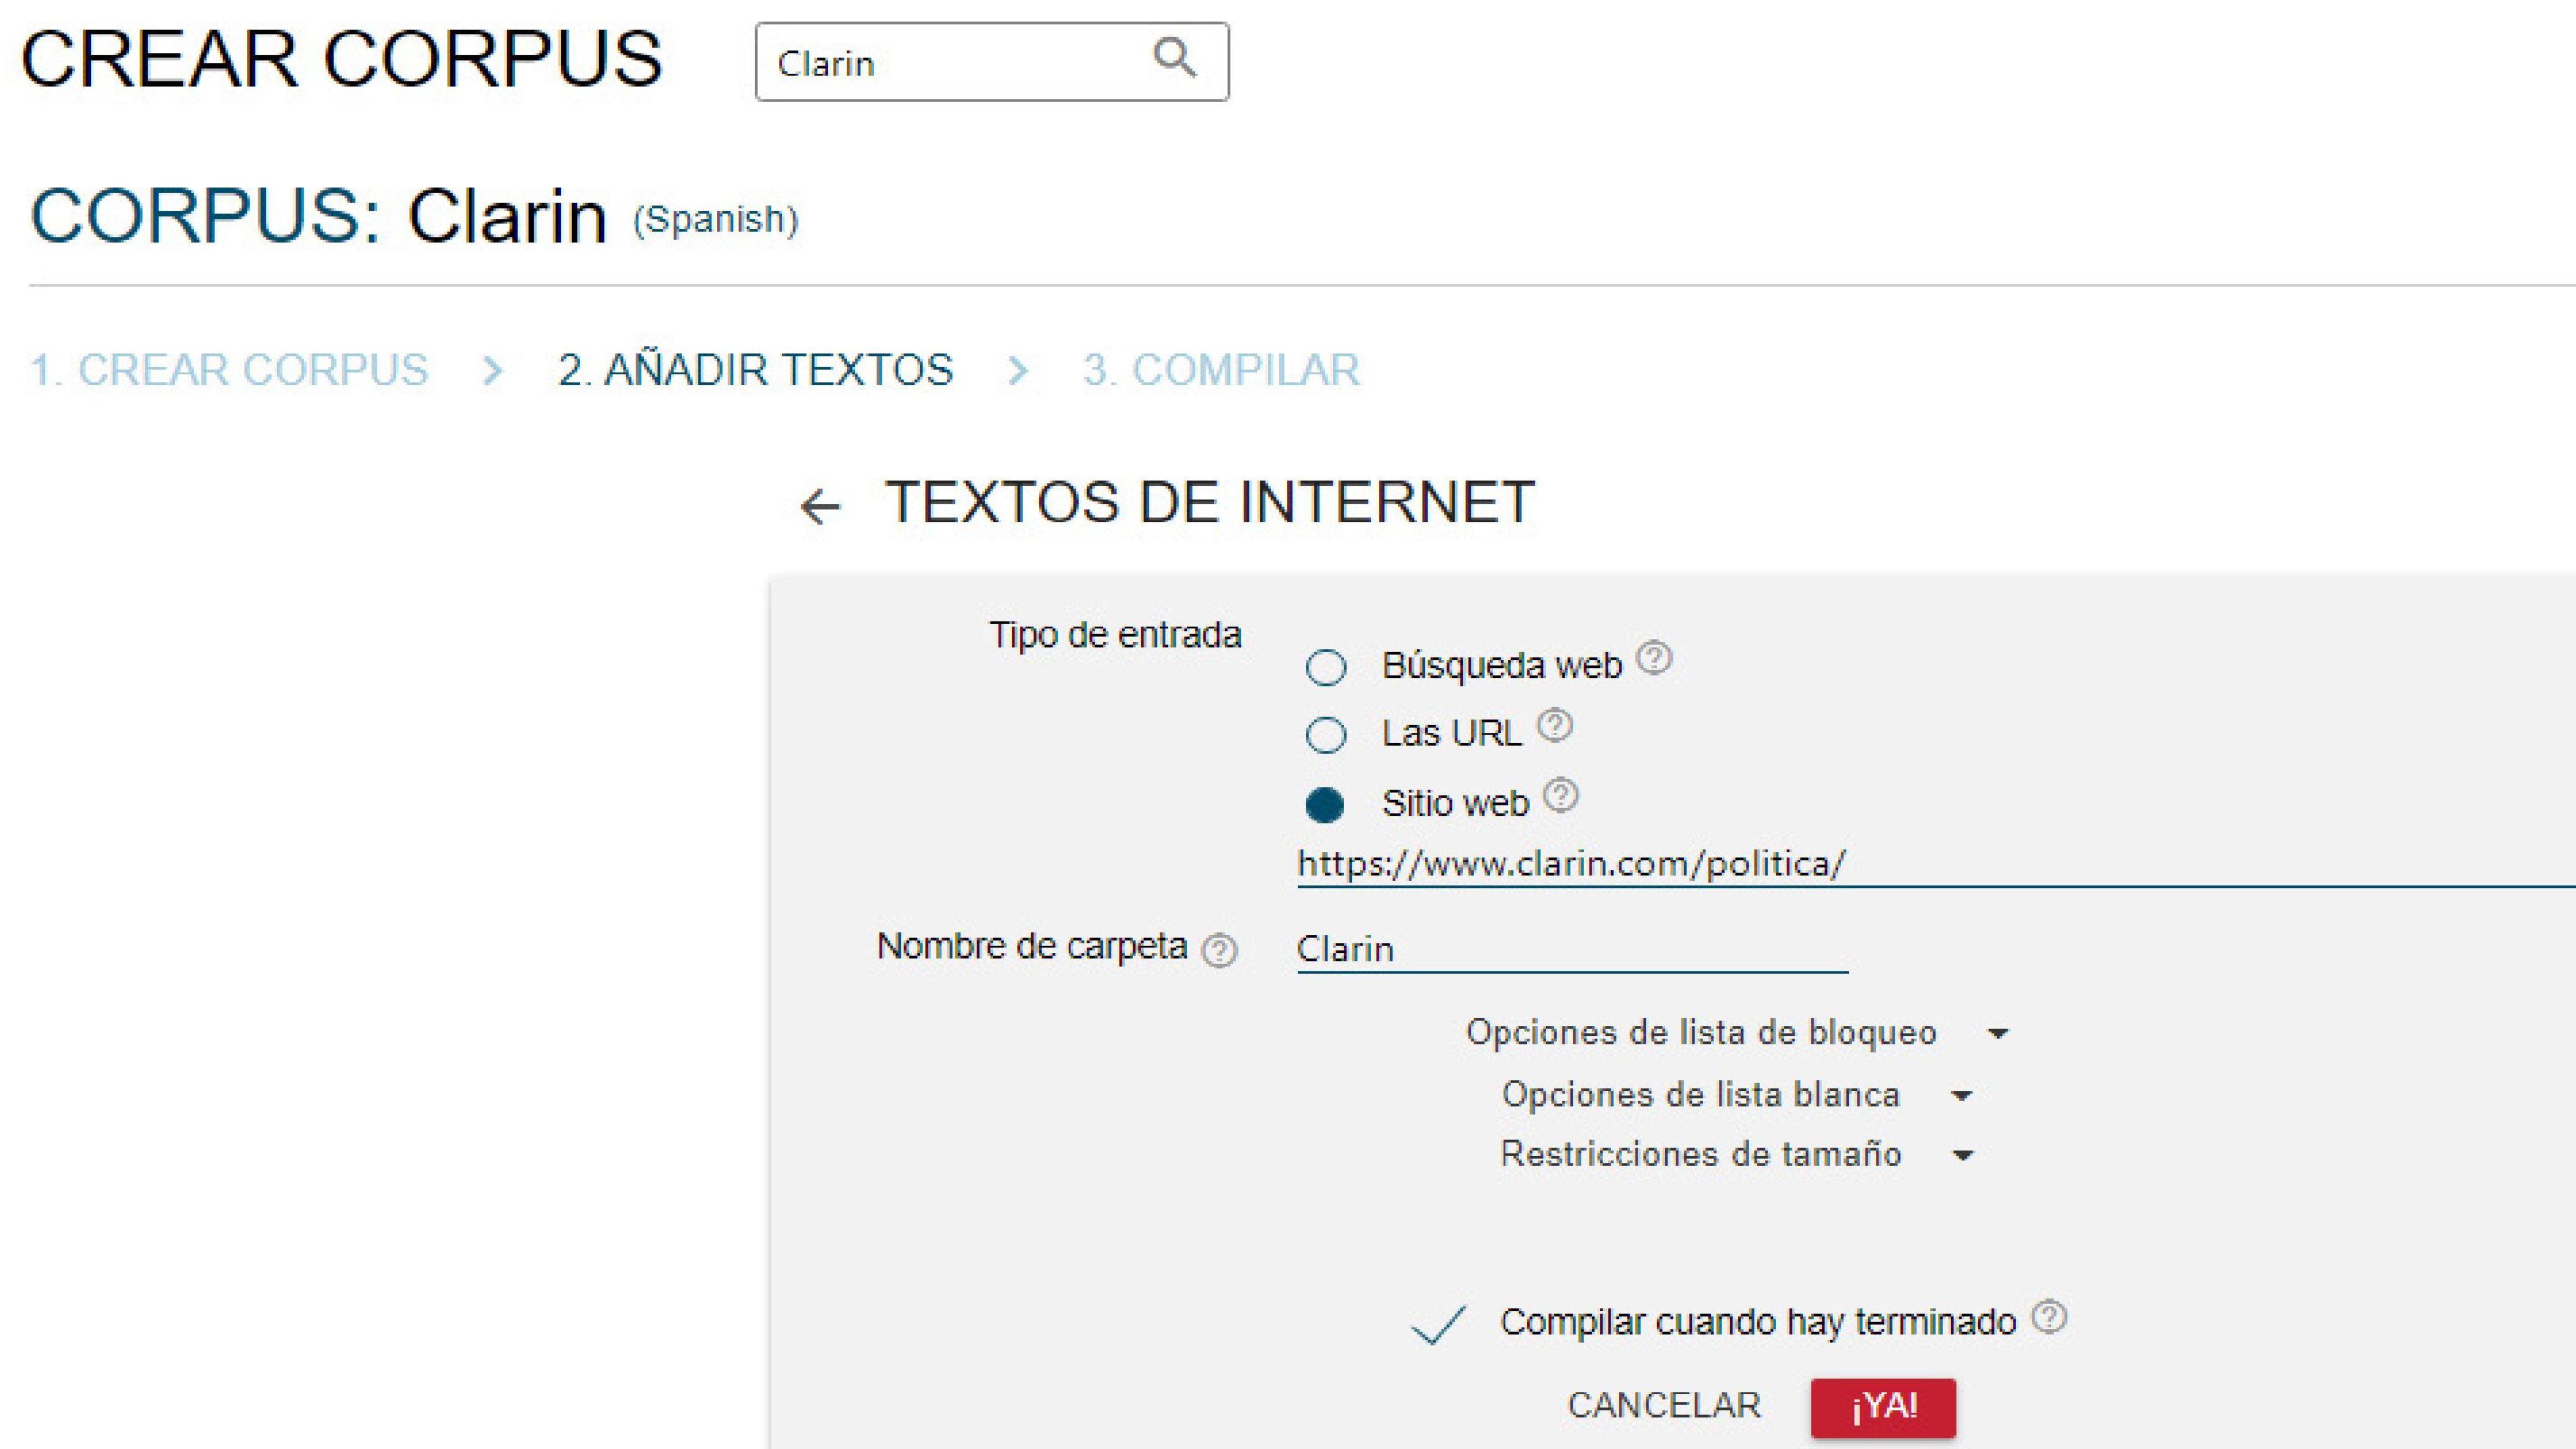 CREAR CORPUS Clarin
CORPUS: Clarin (Spanish)
1. CREAR CORPUS > 2. AÑADIR TEXTOS > 3. COMPILAR
← TEXTOS DE INTERNET
Tipo de entrada
Búsqueda web ?
Las URL ?
Sitio web ?
https://www.clarin.com/politica/
Nombre de carpeta ? Clarin
Opciones de lista de bloqueo
Opciones de lista blanca
Restricciones de tamaño
Compilar cuando hay terminado ?
CANCELAR ¡YA!